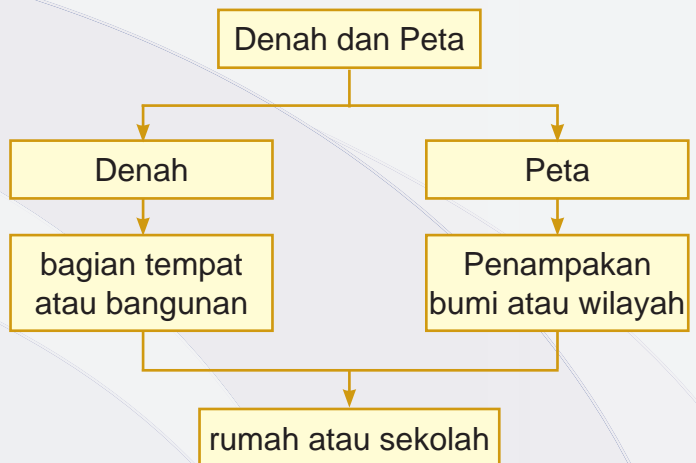 Denah dan Peta
Denah
Peta
bagian tempat
atau bangunan
Penampakan
bumi atau wilayah
rumah atau sekolah